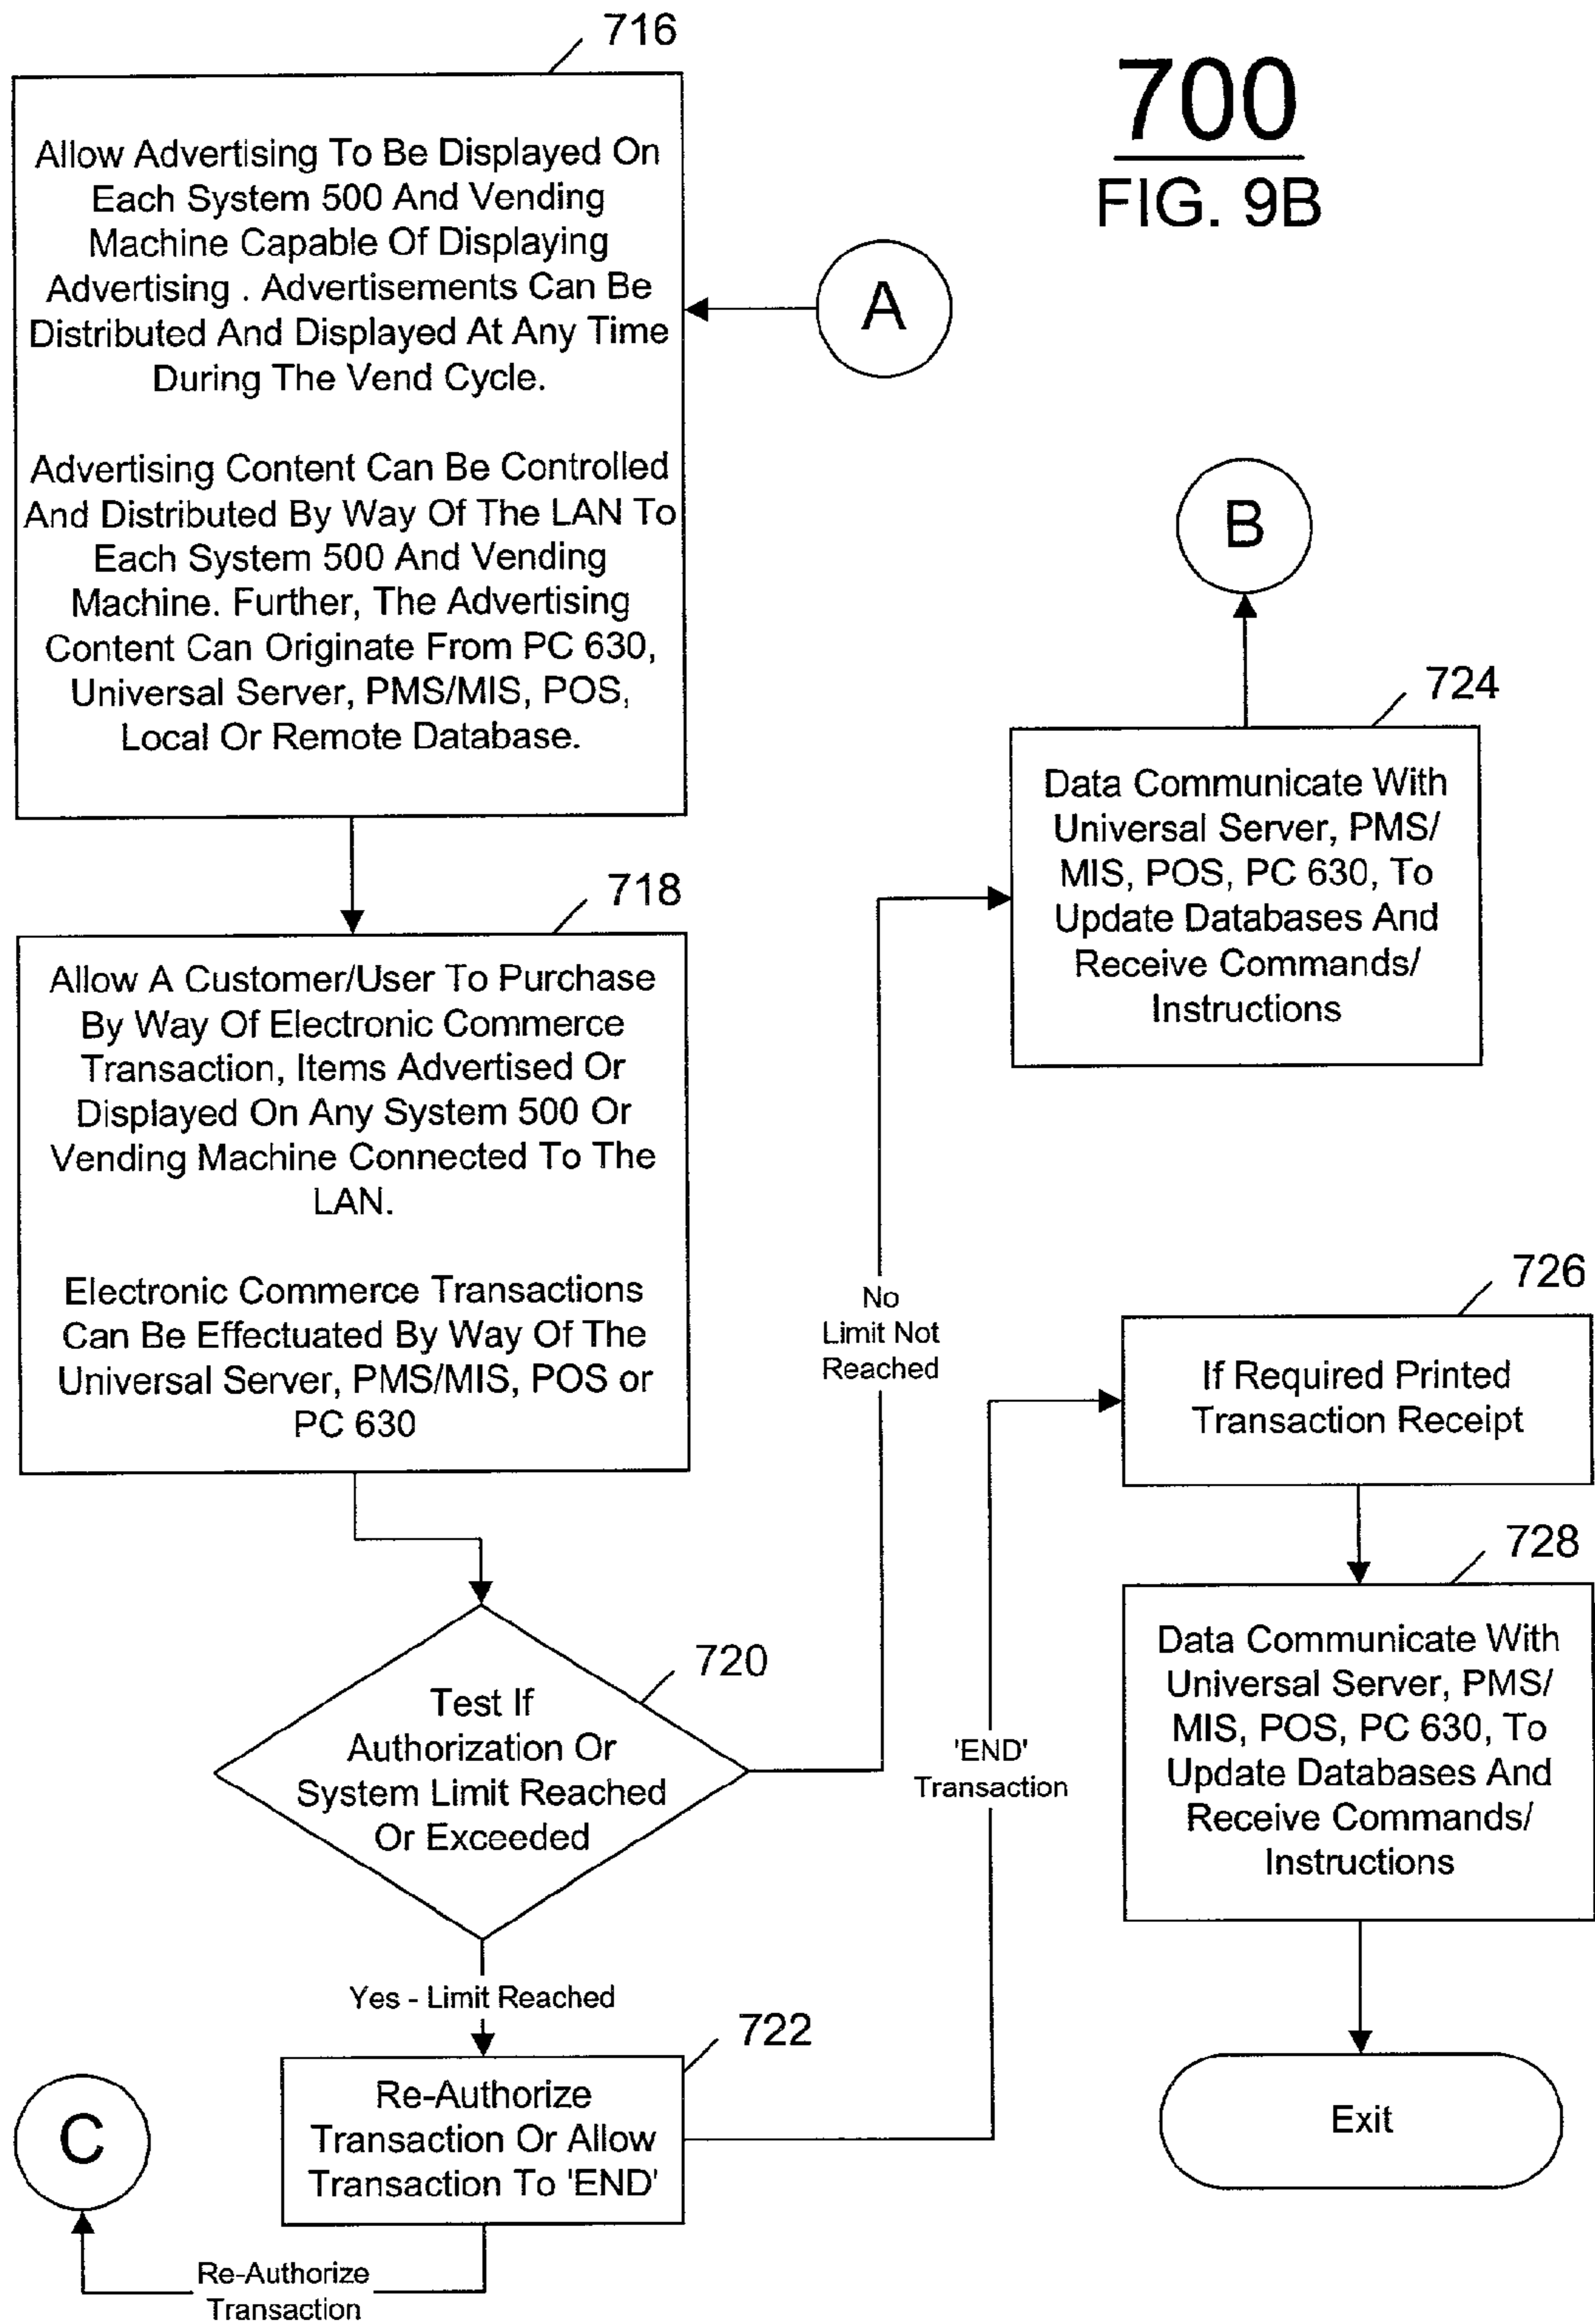 700
FIG. 9B
716
Allow Advertising To Be Displayed On
Each System 500 And Vending
Machine Capable Of Displaying
Advertising . Advertisements Can Be
Distributed And Displayed At Any Time
During The Vend Cycle.
Advertising Content Can Be Controlled
And Distributed By Way Of The LAN To
Each System 500 And Vending
Machine. Further, The Advertising
Content Can Originate From PC 630,
Universal Server, PMS/MIS, POS,
Local Or Remote Database.
A
718
Allow A Customer/User To Purchase
By Way Of Electronic Commerce
Transaction, Items Advertised Or
Displayed On Any System 500 Or
Vending Machine Connected To The
LAN.
Electronic Commerce Transactions
Can Be Effectuated By Way Of The
Universal Server, PMS/MIS, POS or
PC 630
720
Test If
Authorization Or
System Limit Reached
Or Exceeded
No
Limit Not
Reached
Yes - Limit Reached
722
Re-Authorize
Transaction Or Allow
Transaction To 'END'
C
Re-Authorize
Transaction
'END'
Transaction
B
724
Data Communicate With
Universal Server, PMS/
MIS, POS, PC 630, To
Update Databases And
Receive Commands/
Instructions
726
If Required Printed
Transaction Receipt
728
Data Communicate With
Universal Server, PMS/
MIS, POS, PC 630, To
Update Databases And
Receive Commands/
Instructions
Exit